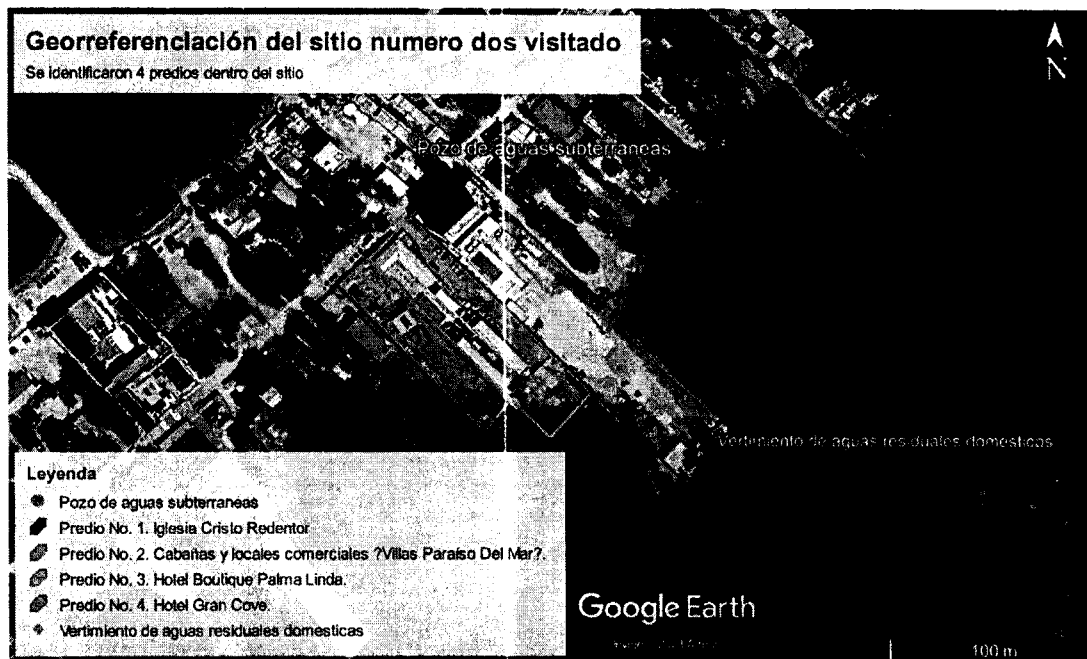 Georreferenciación del sitio numero dos visitado
Se identificaron 4 predios dentro del sitio
N
Pozo de aguas subterraneas
Vertimiento de aguas residuales domesticas
Leyenda
Pozo de aguas subterraneas
Predio No. 1. Iglesia Cristo Redentor
Predio No. 2. Cabañas y locales comerciales ?Villas Paraíso Del Mar?.
Predio No. 3. Hotel Boutique Palma Linda.
Predio No. 4. Hotel Gran Cove.
Vertimiento de aguas residuales domesticas
Google Earth
100 m